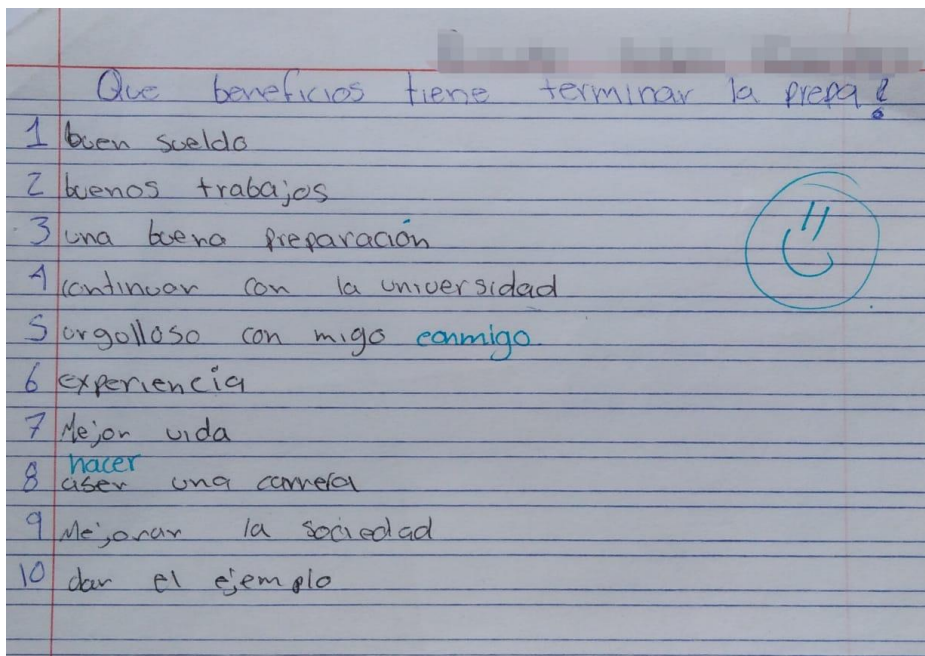 Que beneficios tiene terminar la prepa?
1 buen sueldo
2 buenos trabajos
3 una buena preparación
4 continuar con la universidad
5 orgolloso con migo conmigo.
6 experiencia
7 Mejor vida
hacer
8 aser una carrera
9 Mejorar la sociedad
10 dar el ejemplo